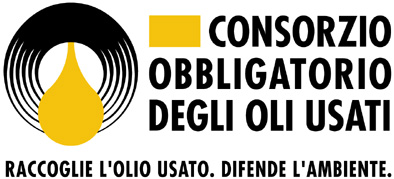 CONSORZIO
OBBLIGATORIO
DEGLI OLI USATI
RACCOGLIE L'OLIO USATO. DIFENDE L'AMBIENTE.